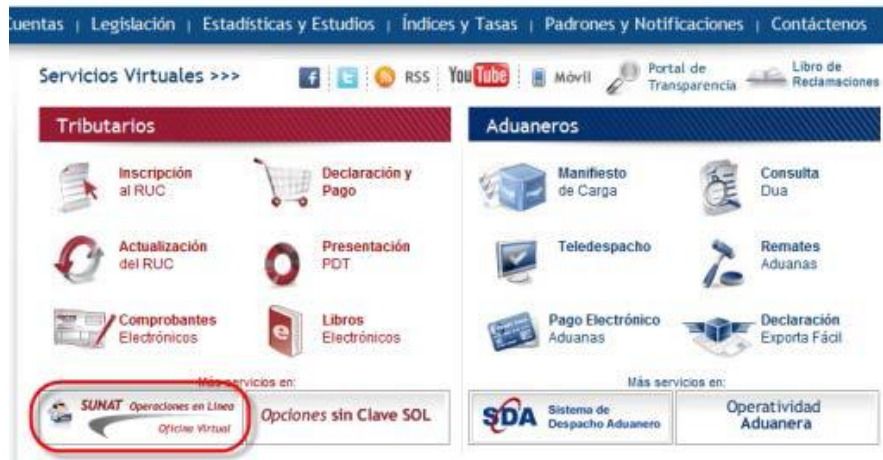 Cuentas | Legislación | Estadísticas y Estudios | Índices y Tasas | Padrones y Notificaciones | Contáctenos
Servicios Virtuales >>>
RSS
You Tube
Móvil
Portal de
Transparencia
Libro de
Reclamaciones
Tributarios
Inscripción
al RUC
Declaración y
Pago
Actualización
del RUC
Presentación
PDT
Comprobantes
Electrónicos
Libros
Electrónicos
Más servicios en:
SUNAT Operaciones en Línea
Oficina Virtual
Opciones sin Clave SOL
Aduaneros
Manifiesto
de Carga
Consulta
Dua
Teledespacho
Remates
Aduanas
Pago Electrónico
Aduanas
Declaración
Exporta Fácil
Más servicios en:
SDA Sistema de
Despacho Aduanero
Operatividad
Aduanera